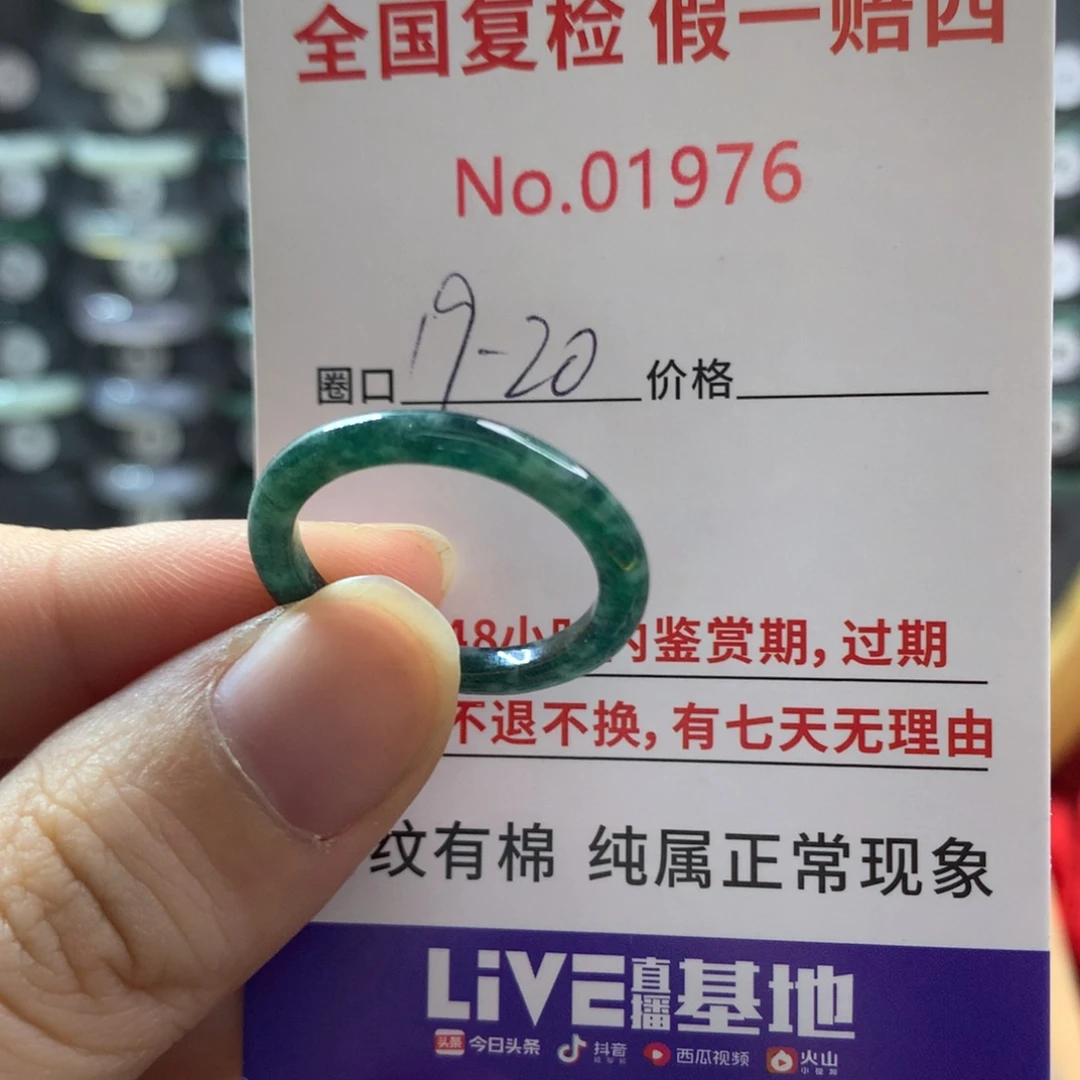 全国复检 假一赔四
No.01976
圈口 19-20 价格
48小 内鉴赏期，过期
不退不换，有七天无理由
纹有棉 纯属正常现象
LiVE直播基地
头条 今日头条 抖音 西瓜视频 火山